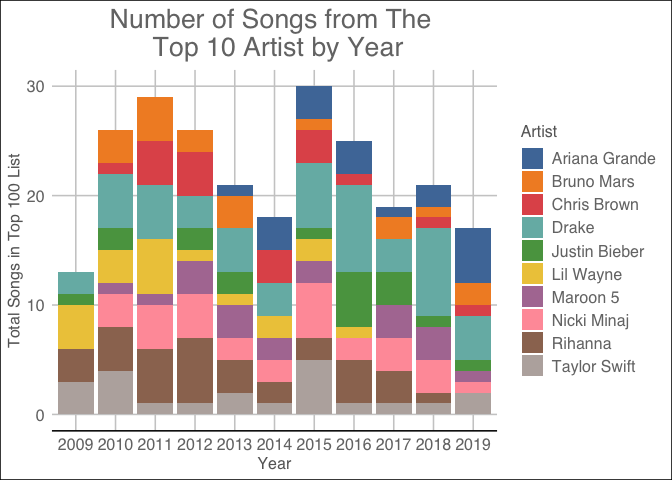 Number of Songs from The
Top 10 Artist by Year
Total Songs in Top 100 List
30
20
10
0
2009 2010 2011 2012 2013 2014 2015 2016 2017 2018 2019
Year
Artist
Ariana Grande
Bruno Mars
Chris Brown
Drake
Justin Bieber
Lil Wayne
Maroon 5
Nicki Minaj
Rihanna
Taylor Swift